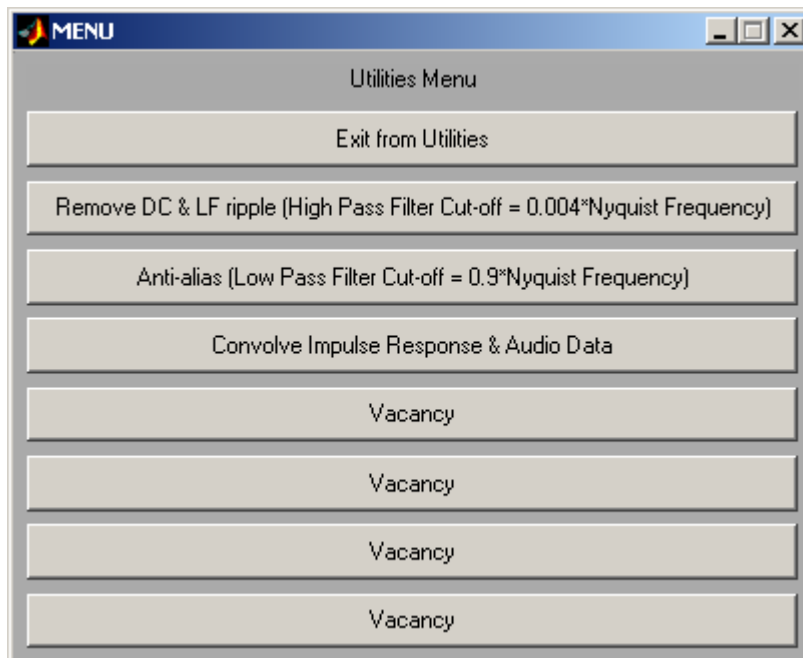 MENU
Utilities Menu
Exit from Utilities
Remove DC & LF ripple (High Pass Filter Cut-off = 0.004*Nyquist Frequency)
Anti-alias (Low Pass Filter Cut-off = 0.9*Nyquist Frequency)
Convolve Impulse Response & Audio Data
Vacancy
Vacancy
Vacancy
Vacancy